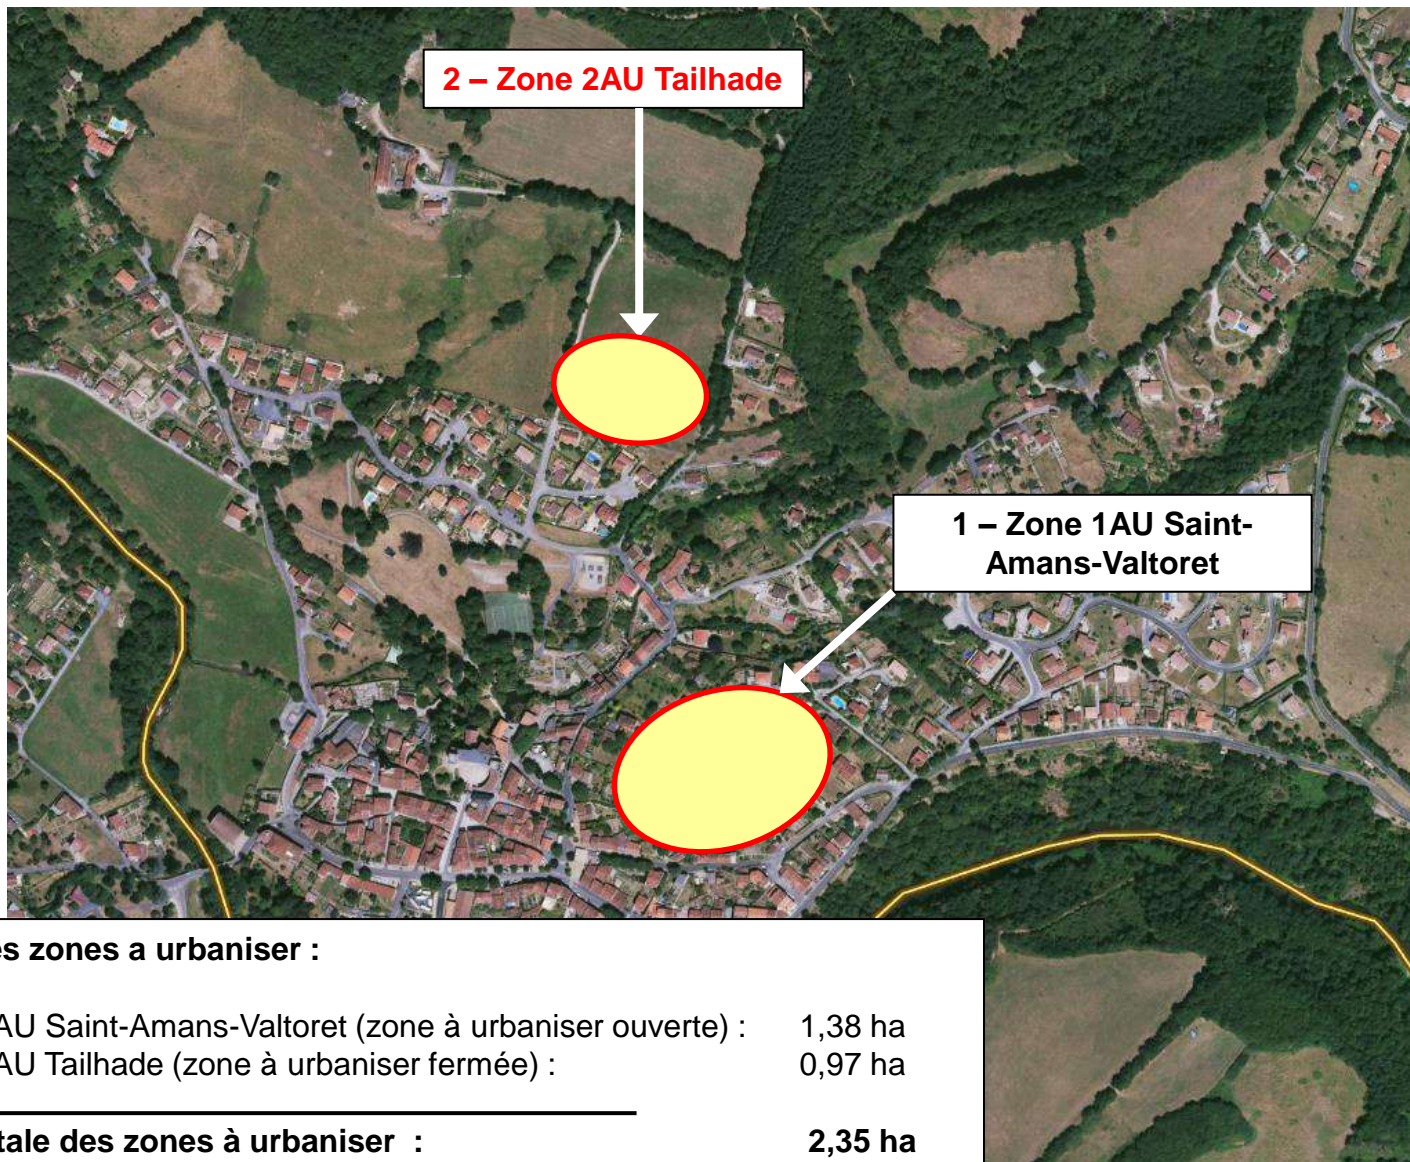 2 – Zone 2AU Tailhade
1 – Zone 1AU Saint-
Amans-Valtoret
es zones a urbaniser :
AU Saint-Amans-Valtoret (zone à urbaniser ouverte) : 1,38 ha
AU Tailhade (zone à urbaniser fermée) : 0,97 ha
tale des zones à urbaniser : 2,35 ha